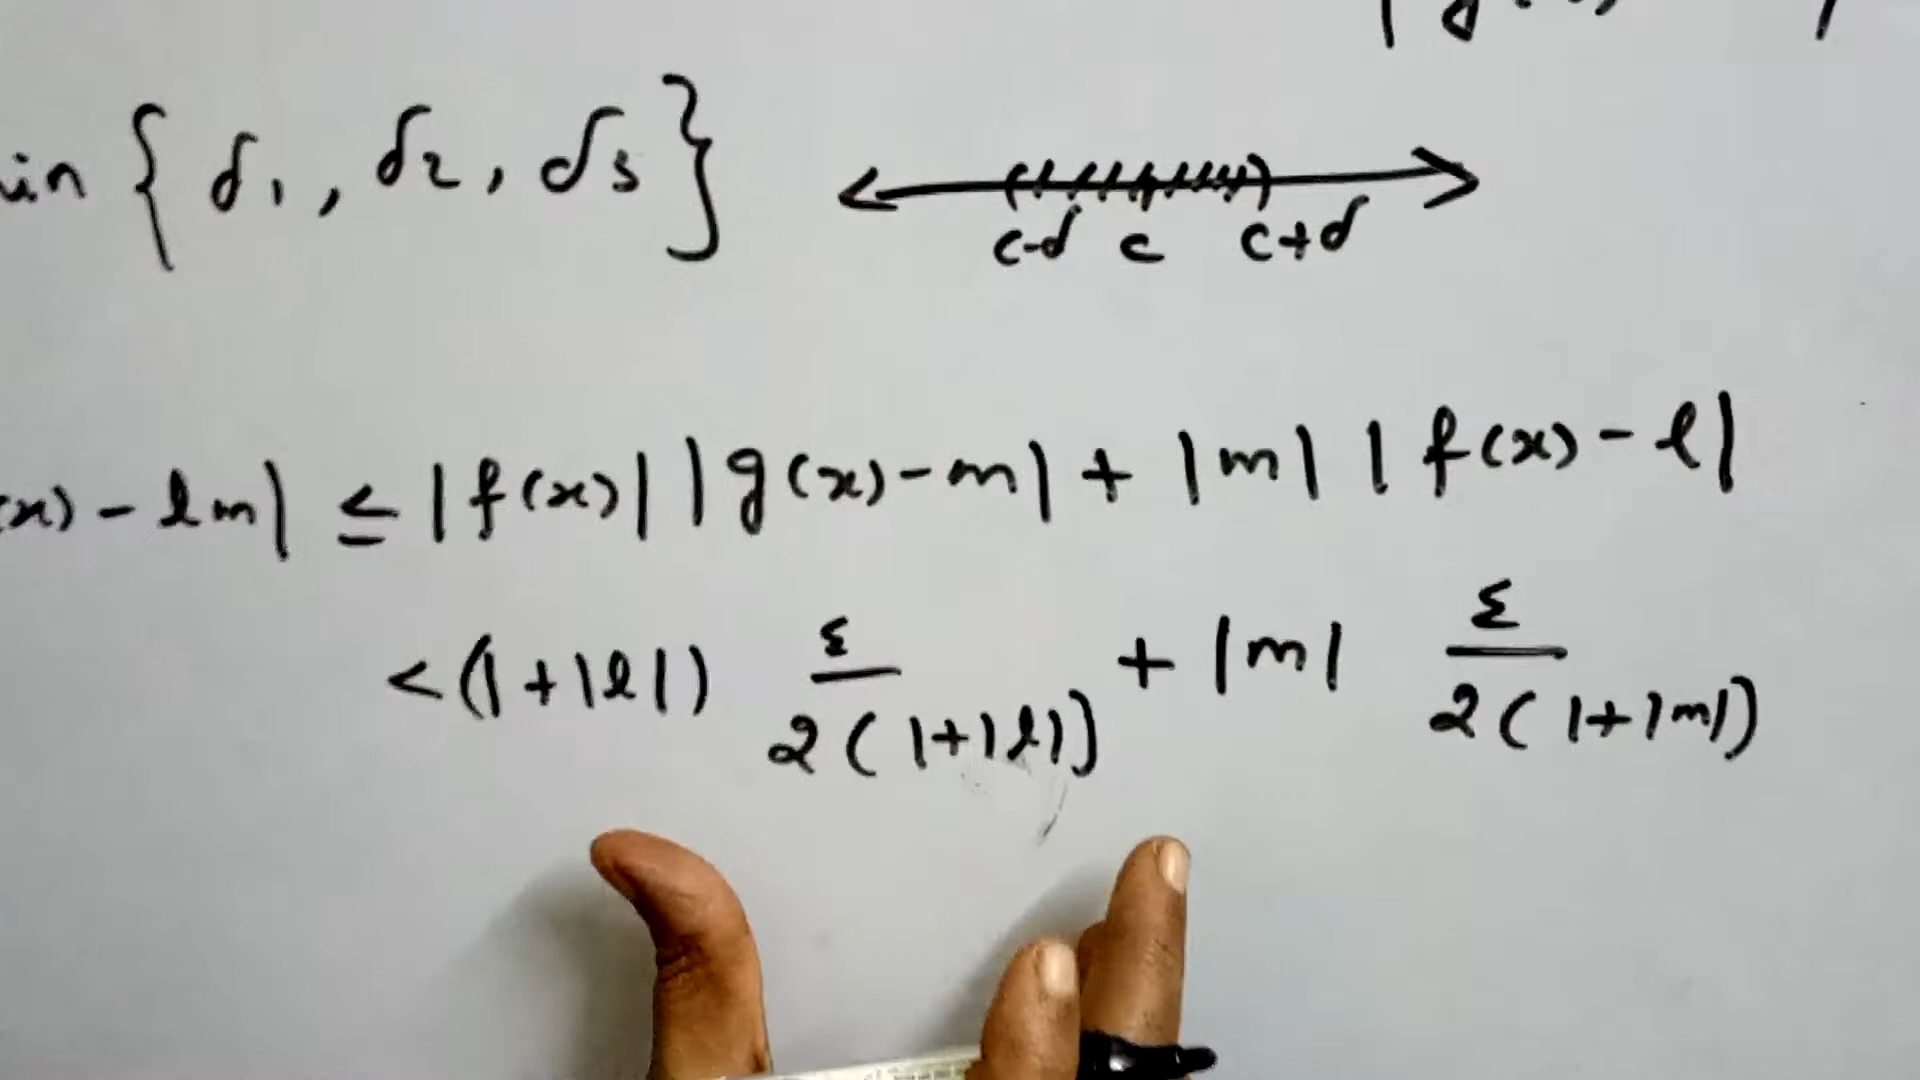 in { δ1, δ2, δ3 }
c-δ c c+δ
(x) - lm| ≤ |f(x)| |g(x) - m| + |m| |f(x) - l|
< (1+|l|) ε/2(1+|l|) + |m| ε/2(1+|m|)